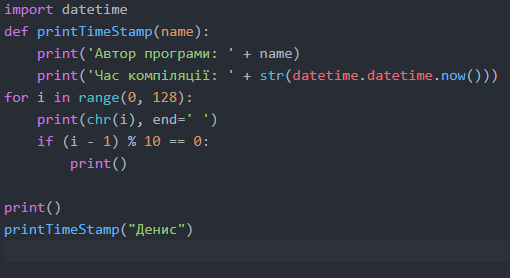 import datetime
def printTimeStamp(name):
    print('Автор програми: ' + name)
    print('Час компіляції: ' + str(datetime.datetime.now()))
for i in range(0, 128):
    print(chr(i), end=' ')
    if (i - 1) % 10 == 0:
        print()

print()
printTimeStamp("Денис")